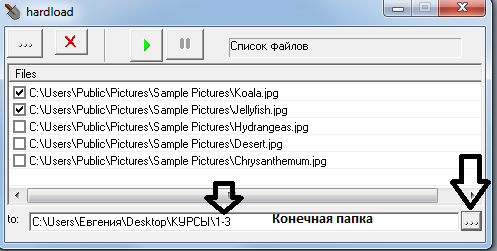 hardload
... Список файлов
Files
C:\Users\Public\Pictures\Sample Pictures\Koala.jpg
C:\Users\Public\Pictures\Sample Pictures\Jellyfish.jpg
C:\Users\Public\Pictures\Sample Pictures\Hydrangeas.jpg
C:\Users\Public\Pictures\Sample Pictures\Desert.jpg
C:\Users\Public\Pictures\Sample Pictures\Chrysanthemum.jpg
to: C:\Users\Евгения\Desktop\КУРСЫ\1-3 Конечная папка ...